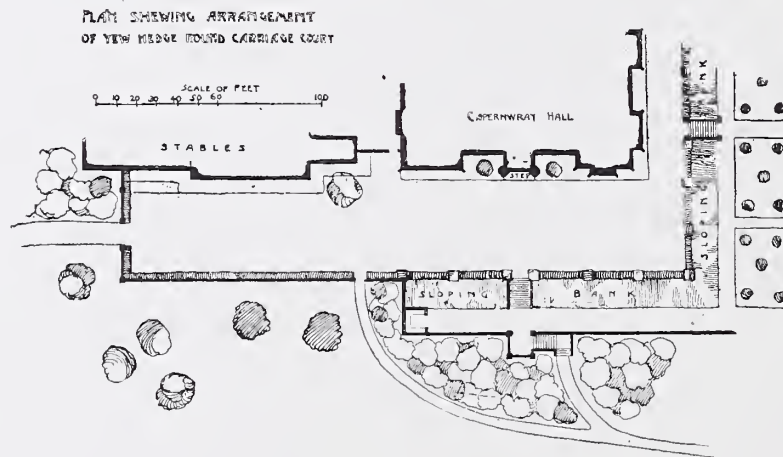 PLAN SHEWING ARRANGEMENT
OF YEW HEDGE ROUND CARRIAGE COURT
SCALE OF FEET
0 10 20 30 40 50 60 100
STABLES
CAPERNWRAY HALL
STEP
SLOPING BANK
SLOPING BANK